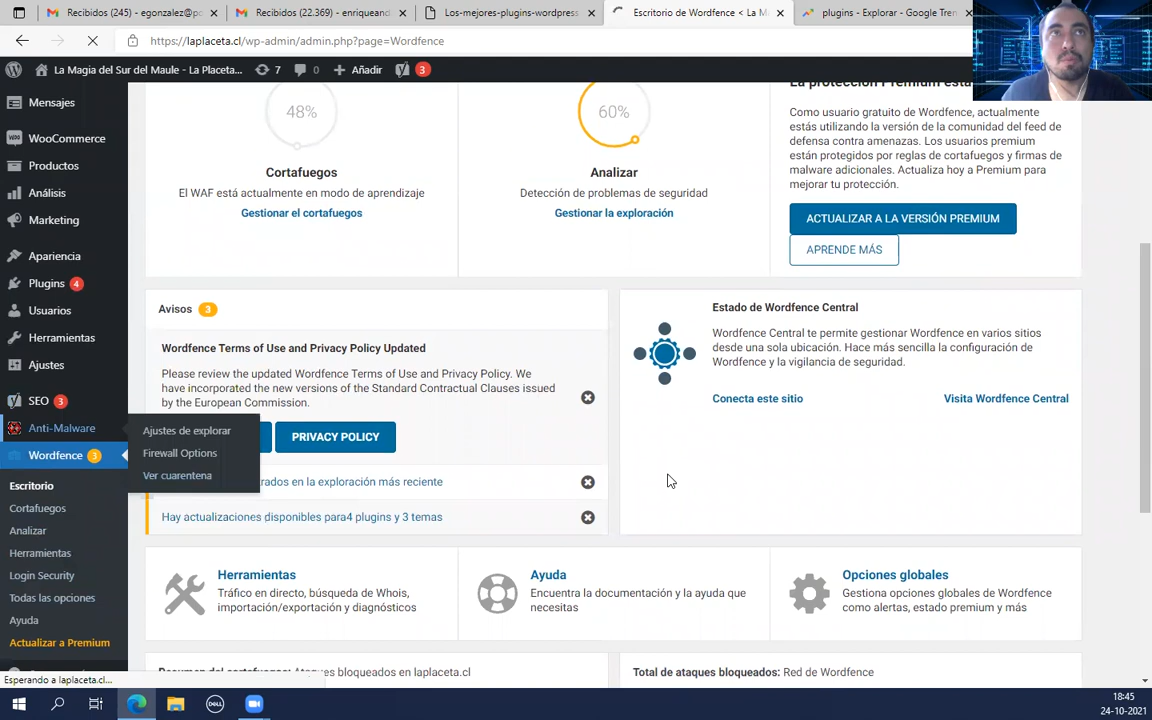 Recibidos (245) - egonzalez@po
Recibidos (22.369) - enriqueand
Los-mejores-plugins-wordpress
Escritorio de Wordfence < La M
plugins - Explorar - Google Tren
https://laplaceta.cl/wp-admin/admin.php?page=Wordfence
La Magia del Sur del Maule - La Placeta...
7
0
Añadir
3
Mensajes
WooCommerce
Productos
Análisis
Marketing
Apariencia
Plugins 4
Usuarios
Herramientas
Ajustes
SEO 3
Anti-Malware
Wordfence 3
Escritorio
Cortafuegos
Analizar
Herramientas
Login Security
Todas las opciones
Ayuda
Actualizar a Premium
Ajustes de explorar
Firewall Options
Ver cuarentena
48%
Cortafuegos
El WAF está actualmente en modo de aprendizaje
Gestionar el cortafuegos
60%
Analizar
Detección de problemas de seguridad
Gestionar la exploración
La protección Premium est
Como usuario gratuito de Wordfence, actualmente
estás utilizando la versión de la comunidad del feed de
defensa contra amenazas. Los usuarios premium
están protegidos por reglas de cortafuegos y firmas de
malware adicionales. Actualiza hoy a Premium para
mejorar tu protección.
ACTUALIZAR A LA VERSIÓN PREMIUM
APRENDE MÁS
Avisos 3
Wordfence Terms of Use and Privacy Policy Updated
Please review the updated Wordfence Terms of Use and Privacy Policy. We
have incorporated the new versions of the Standard Contractual Clauses issued
by the European Commission.
PRIVACY POLICY
rados en la exploración más reciente
Hay actualizaciones disponibles para4 plugins y 3 temas
Estado de Wordfence Central
Wordfence Central te permite gestionar Wordfence en varios sitios
desde una sola ubicación. Hace más sencilla la configuración de
Wordfence y la vigilancia de seguridad.
Conecta este sitio
Visita Wordfence Central
Herramientas
Tráfico en directo, búsqueda de Whois,
importación/exportación y diagnósticos
Ayuda
Encuentra la documentación y la ayuda que
necesitas
Opciones globales
Gestiona opciones globales de Wordfence
como alertas, estado premium y más
Ataques bloqueados en laplaceta.cl
Total de ataques bloqueados: Red de Wordfence
Esperando a laplaceta.cl...
DELL
18:45
24-10-2021